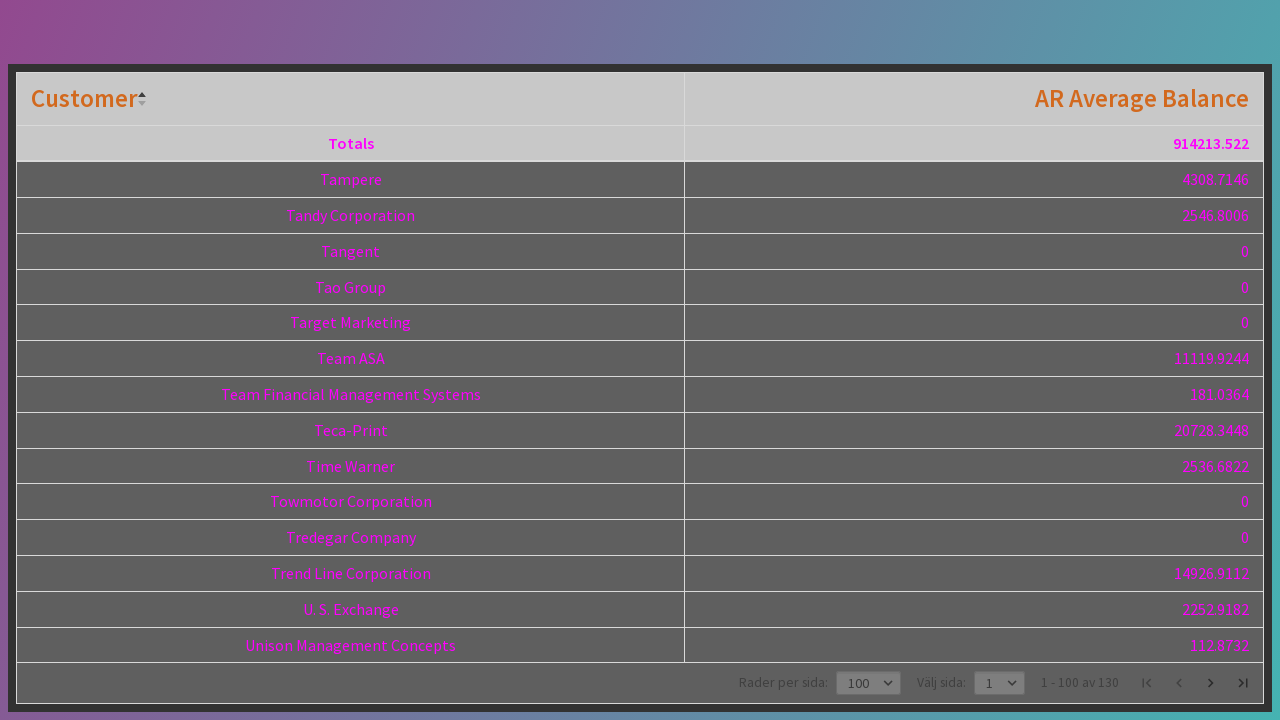 Customer AR Average Balance
Totals 914213.522
Tampere 4308.7146
Tandy Corporation 2546.8006
Tangent 0
Tao Group 0
Target Marketing 0
Team ASA 11119.9244
Team Financial Management Systems 181.0364
Teca-Print 20728.3448
Time Warner 2536.6822
Towmotor Corporation 0
Tredegar Company 0
Trend Line Corporation 14926.9112
U. S. Exchange 2252.9182
Unison Management Concepts 112.8732
Rader per sida: 100 Välj sida: 1 1 - 100 av 130